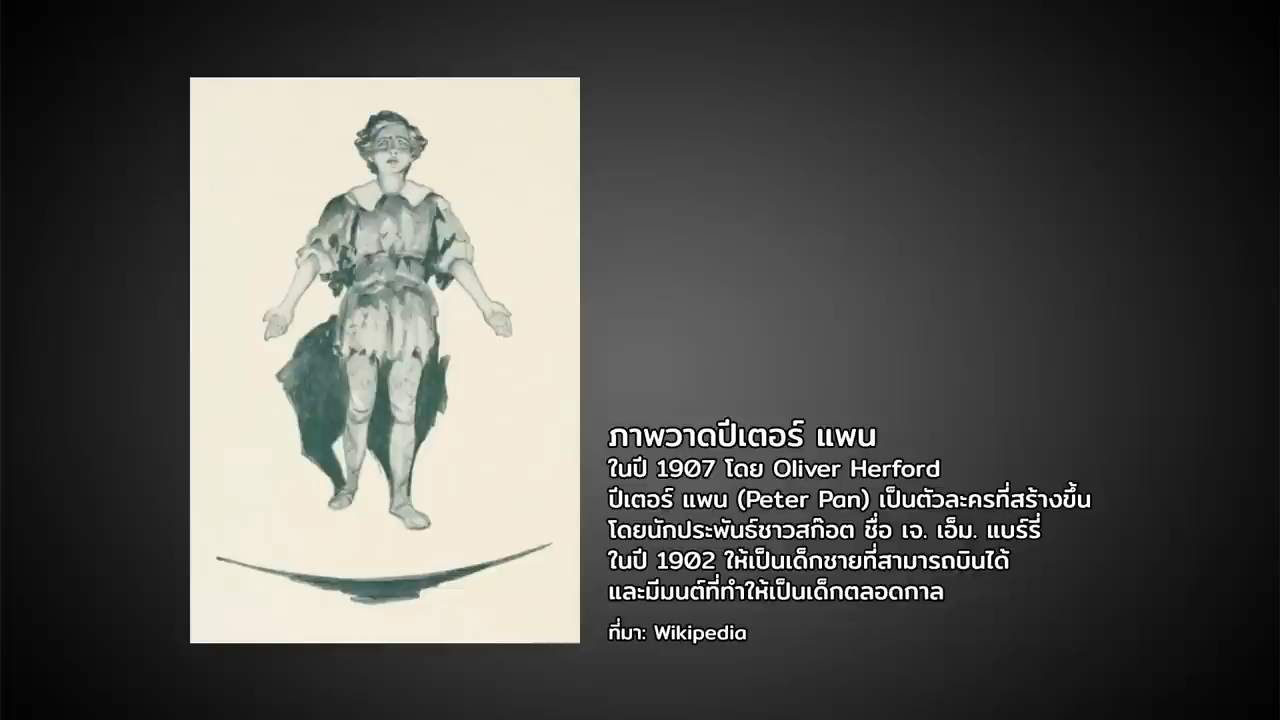 ภาพวาดปีเตอร์ แพน
ในปี 1907 โดย Oliver Herford
ปีเตอร์ แพน (Peter Pan) เป็นตัวละครที่สร้างขึ้น
โดยนักประพันธ์ชาวสก๊อต ชื่อ เจ. เอ็ม. แบร์รี่
ในปี 1902 ให้เป็นเด็กชายที่สามารถบินได้
และมีมนต์ที่ทำให้เป็นเด็กตลอดกาล
ที่มา: Wikipedia